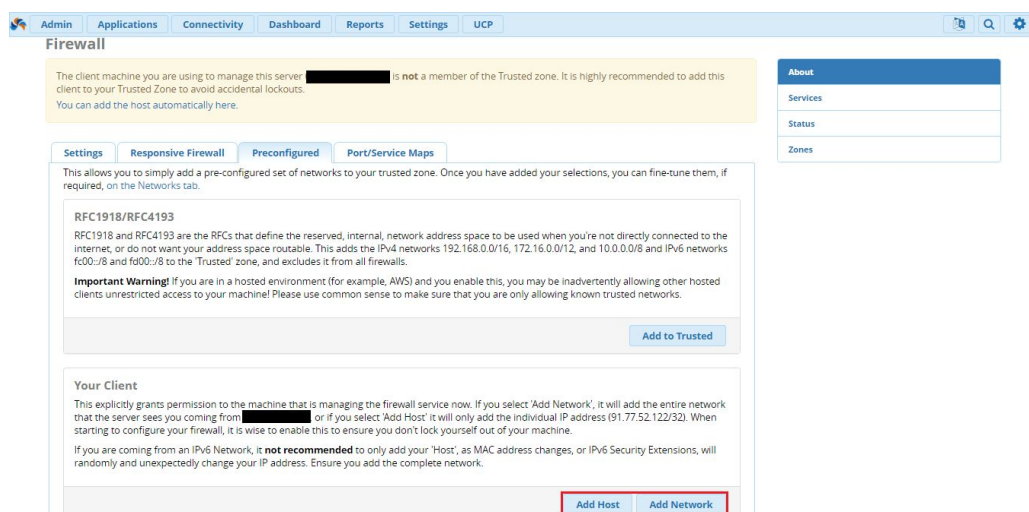 Admin Applications Connectivity Dashboard Reports Settings UCP
Firewall
The client machine you are using to manage this server is not a member of the Trusted zone. It is highly recommended to add this
client to your Trusted Zone to avoid accidental lockouts.
You can add the host automatically here.
About
Services
Status
Zones
Settings Responsive Firewall Preconfigured Port/Service Maps
This allows you to simply add a pre-configured set of networks to your trusted zone. Once you have added your selections, you can fine-tune them, if
required, on the Networks tab.
RFC1918/RFC4193
RFC1918 and RFC4193 are the RFCs that define the reserved, internal, network address space to be used when you're not directly connected to the
internet, or do not want your address space routable. This adds the IPv4 networks 192.168.0.0/16, 172.16.0.0/12, and 10.0.0.0/8 and IPv6 networks
fc00::/8 and fd00::/8 to the 'Trusted' zone, and excludes it from all firewalls.
Important Warning! If you are in a hosted environment (for example, AWS) and you enable this, you may be inadvertently allowing other hosted
clients unrestricted access to your machine! Please use common sense to make sure that you are only allowing known trusted networks.
Add to Trusted
Your Client
This explicitly grants permission to the machine that is managing the firewall service now. If you select 'Add Network', it will add the entire network
that the server sees you coming from , or if you select 'Add Host' it will only add the individual IP address (91.77.52.122/32). When
starting to configure your firewall, it is wise to enable this to ensure you don't lock yourself out of your machine.
If you are coming from an IPv6 Network, it not recommended to only add your 'Host', as MAC address changes, or IPv6 Security Extensions, will
randomly and unexpectedly change your IP address. Ensure you add the complete network.
Add Host Add Network